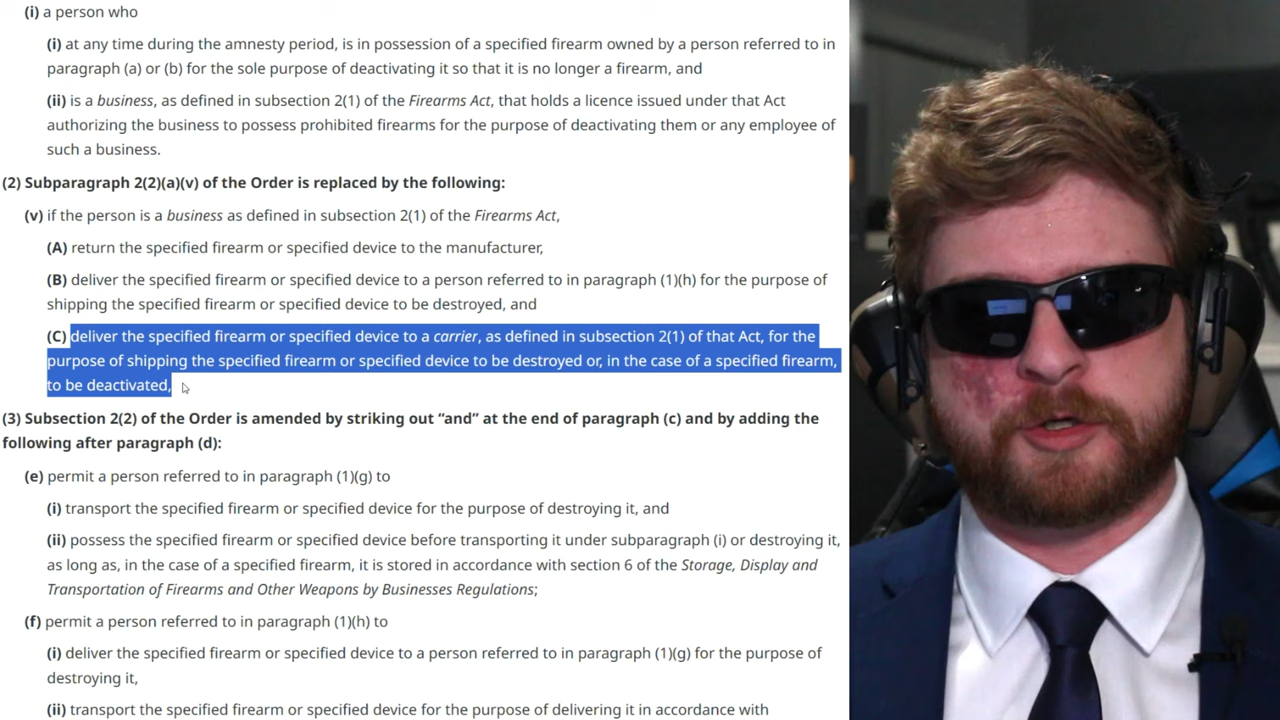 (i) a person who
(i) at any time during the amnesty period, is in possession of a specified firearm owned by a person referred to in
paragraph (a) or (b) for the sole purpose of deactivating it so that it is no longer a firearm, and
(ii) is a business, as defined in subsection 2(1) of the Firearms Act, that holds a licence issued under that Act
authorizing the business to possess prohibited firearms for the purpose of deactivating them or any employee of
such a business.
(2) Subparagraph 2(2)(a)(v) of the Order is replaced by the following:
(v) if the person is a business as defined in subsection 2(1) of the Firearms Act,
(A) return the specified firearm or specified device to the manufacturer,
(B) deliver the specified firearm or specified device to a person referred to in paragraph (1)(h) for the purpose of
shipping the specified firearm or specified device to be destroyed, and
(C) deliver the specified firearm or specified device to a carrier, as defined in subsection 2(1) of that Act, for the
purpose of shipping the specified firearm or specified device to be destroyed or, in the case of a specified firearm,
to be deactivated,
(3) Subsection 2(2) of the Order is amended by striking out “and” at the end of paragraph (c) and by adding the
following after paragraph (d):
(e) permit a person referred to in paragraph (1)(g) to
(i) transport the specified firearm or specified device for the purpose of destroying it, and
(ii) possess the specified firearm or specified device before transporting it under subparagraph (i) or destroying it,
as long as, in the case of a specified firearm, it is stored in accordance with section 6 of the Storage, Display and
Transportation of Firearms and Other Weapons by Businesses Regulations;
(f) permit a person referred to in paragraph (1)(h) to
(i) deliver the specified firearm or specified device to a person referred to in paragraph (1)(g) for the purpose of
destroying it,
(ii) transport the specified firearm or specified device for the purpose of delivering it in accordance with